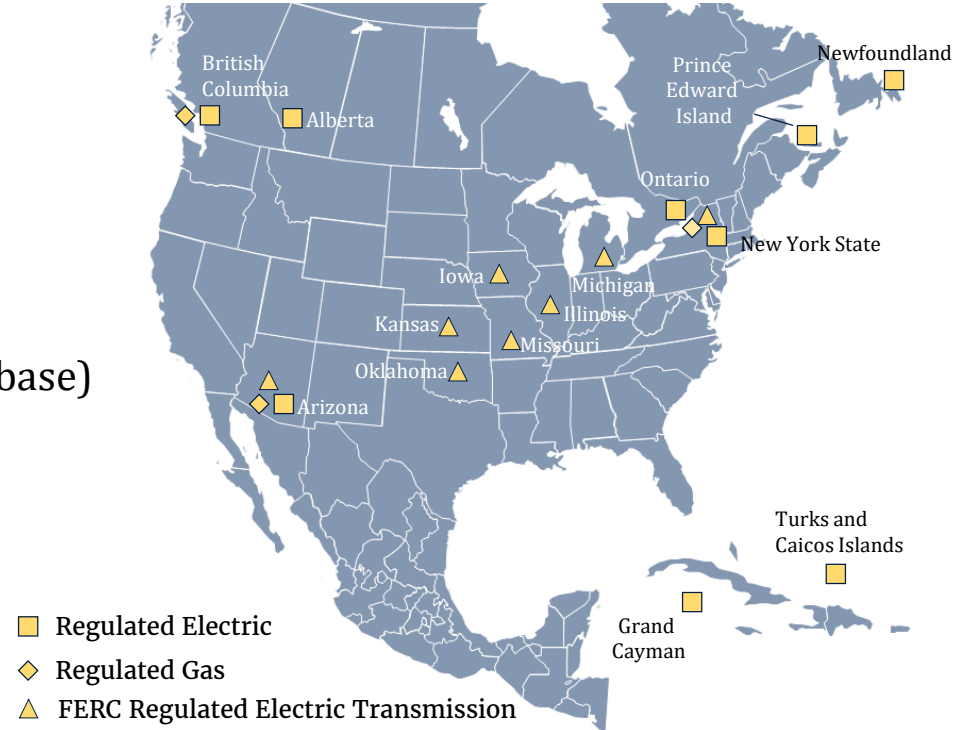 Newfoundland
British
Columbia
Prince
Edward
Island
Alberta
Ontario
New York State
Iowa
Michigan
Illinois
Kansas
Missouri
base)
Oklahoma
Arizona
Turks and
Caicos Islands
Grand
Cayman
Regulated Electric
Regulated Gas
FERC Regulated Electric Transmission